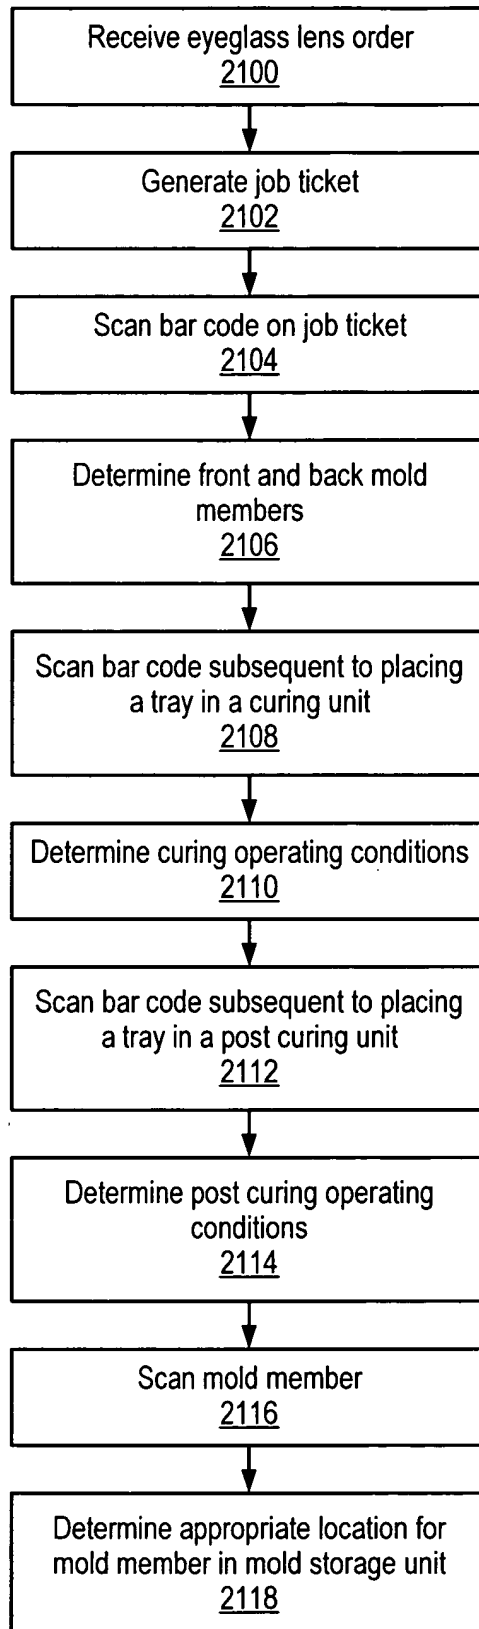 Receive eyeglass lens order
2100
Generate job ticket
2102
Scan bar code on job ticket
2104
Determine front and back mold
members
2106
Scan bar code subsequent to placing
a tray in a curing unit
2108
Determine curing operating conditions
2110
Scan bar code subsequent to placing
a tray in a post curing unit
2112
Determine post curing operating
conditions
2114
Scan mold member
2116
Determine appropriate location for
mold member in mold storage unit
2118